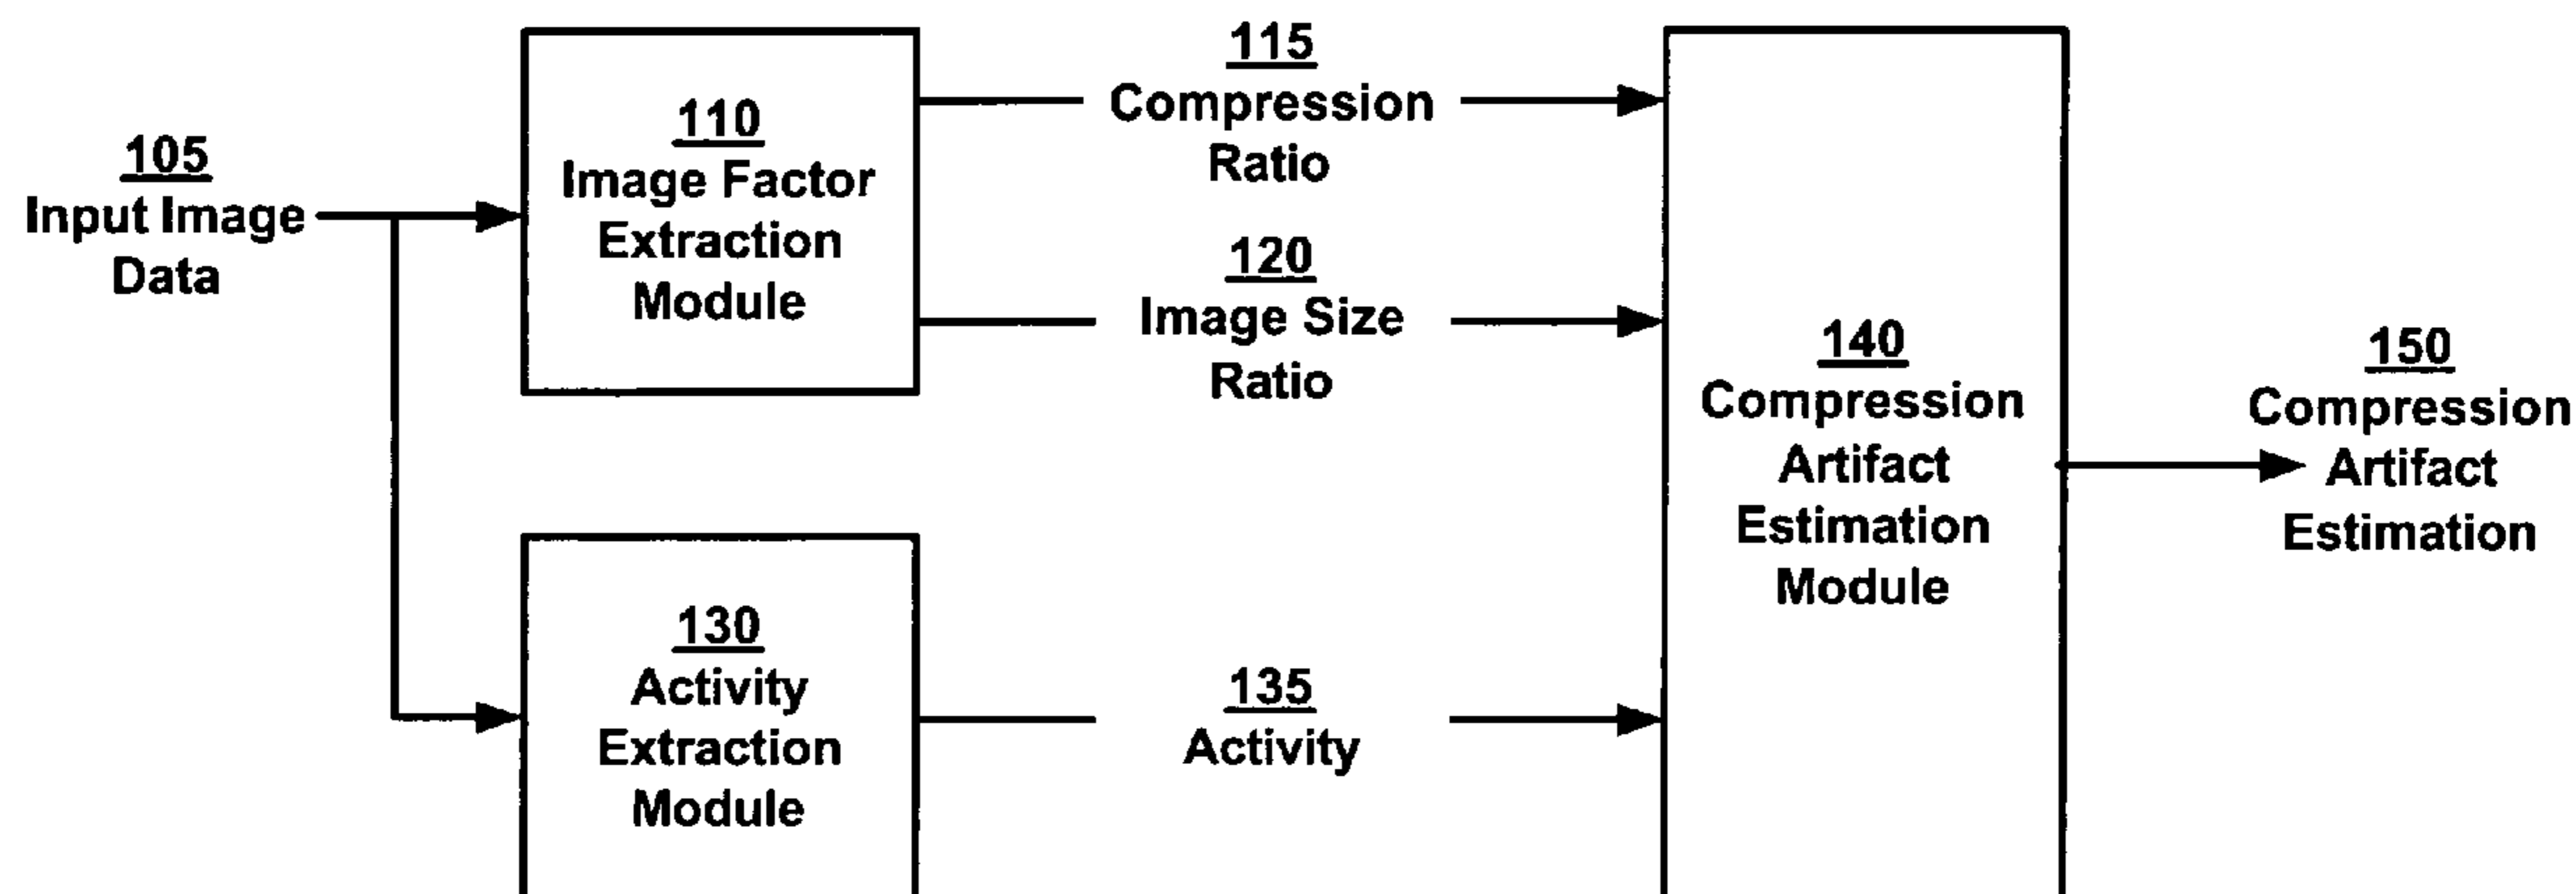 105
Input Image
Data
110
Image Factor
Extraction
Module
115
Compression
Ratio
120
Image Size
Ratio
130
Activity
Extraction
Module
135
Activity
140
Compression
Artifact
Estimation
Module
150
Compression
Artifact
Estimation